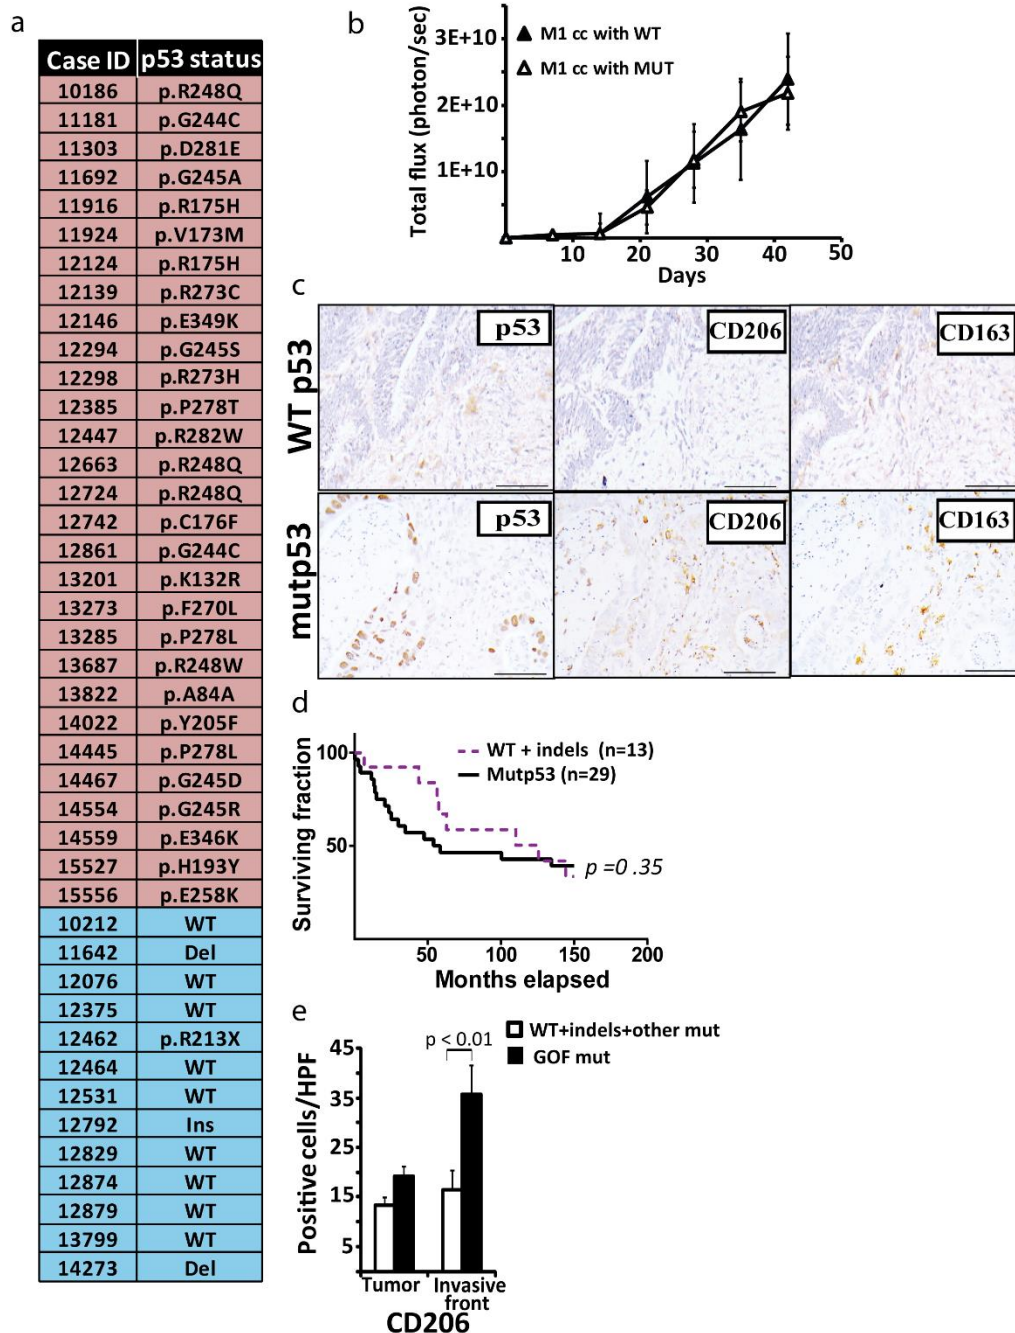 a
Case ID p53 status
10186 p.R248Q
11181 p.G244C
11303 p.D281E
11692 p.G245A
11916 p.R175H
11924 p.V173M
12124 p.R175H
12139 p.R273C
12146 p.E349K
12294 p.G245S
12298 p.R273H
12385 p.P278T
12447 p.R282W
12663 p.R248Q
12724 p.R248Q
12742 p.C176F
12861 p.G244C
13201 p.K132R
13273 p.F270L
13285 p.P278L
13687 p.R248W
13822 p.A84A
14022 p.Y205F
14445 p.P278L
14467 p.G245D
14554 p.G245R
14559 p.E346K
15527 p.H193Y
15556 p.E258K
10212 WT
11642 Del
12076 WT
12375 WT
12462 p.R213X
12464 WT
12531 WT
12792 Ins
12829 WT
12874 WT
12879 WT
13799 WT
14273 Del
b
Total flux (photon/sec)
3E+10
2E+10
1E+10
M1 cc with WT
M1 cc with MUT
10 20 30 40 50
Days
c
WT p53
p53
CD206
CD163
mutp53
p53
CD206
CD163
d
Surviving fraction
100
50
WT + indels (n=13)
Mutp53 (n=29)
p =0 .35
50 100 150 200
Months elapsed
e
WT+indels+other mut
GOF mut
p < 0.01
Positive cells/HPF
45
35
25
15
5
Tumor Invasive
front
CD206